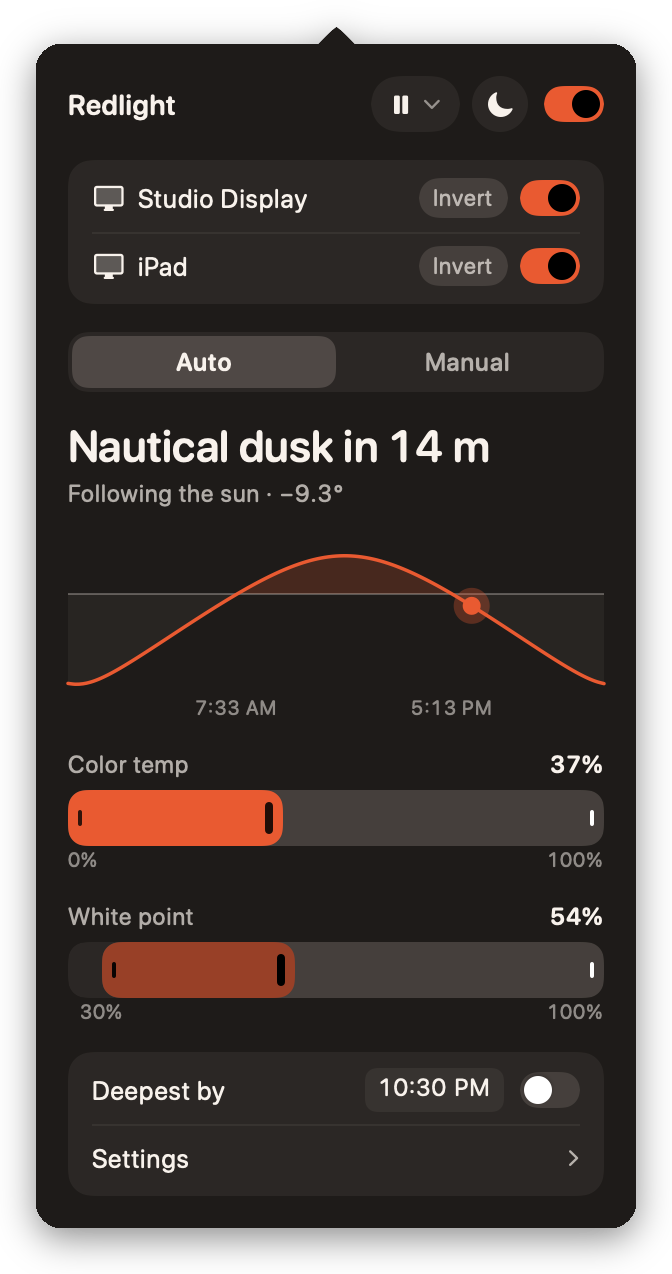 Redlight
Studio Display Invert
iPad Invert
Auto Manual
Nautical dusk in 14 m
Following the sun · −9.3°
7:33 AM 5:13 PM
Color temp 37%
0% 100%
White point 54%
30% 100%
Deepest by 10:30 PM
Settings